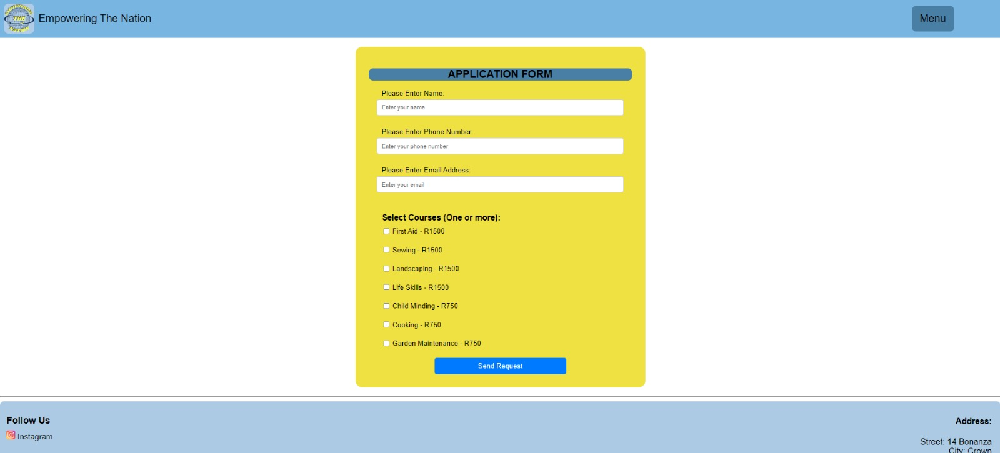 EMPOWERING
THE
NATION
Empowering The Nation
Menu
APPLICATION FORM
Please Enter Name:
Enter your name
Please Enter Phone Number:
Enter your phone number
Please Enter Email Address:
Enter your email
Select Courses (One or more):
First Aid - R1500
Sewing - R1500
Landscaping - R1500
Life Skills - R1500
Child Minding - R750
Cooking - R750
Garden Maintenance - R750
Send Request
Follow Us
Instagram
Address:
Street: 14 Bonanza
City: Crown